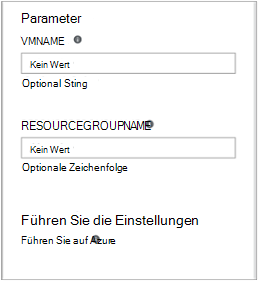 Parameter
VMNAME
Kein Wert
Optional Sting
RESOURCEGROUPNAME
Kein Wert
Optionale Zeichenfolge
Führen Sie die Einstellungen
Führen Sie auf Azure